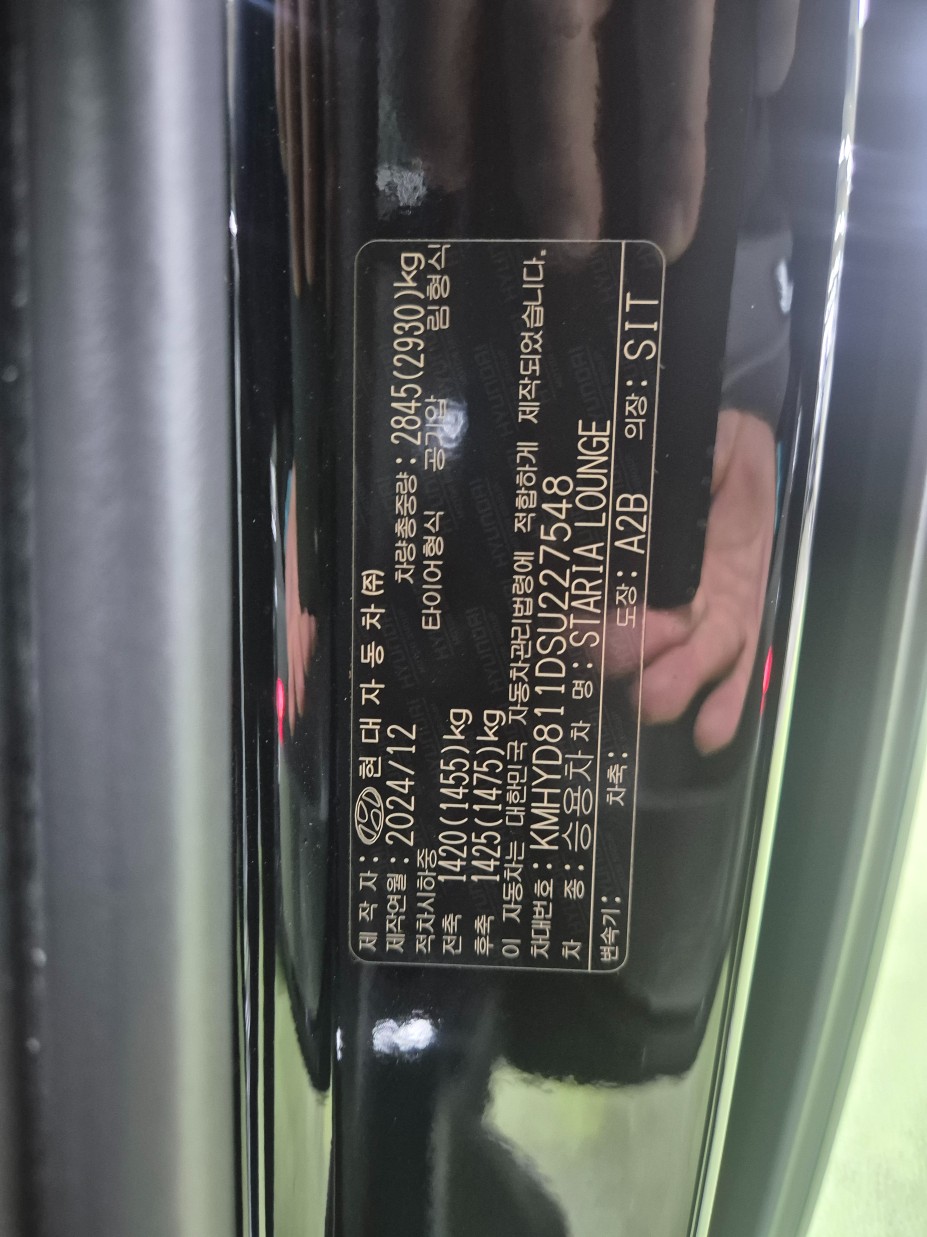 제 작 자 : 현 대 자 동 차 ㈜
제작연월 : 2024/12 차량총중량 : 2845(2930)kg
적차시하중 타이어형식 공기압 림형식
전축 1420(1455)kg
후축 1425(1475)kg
이 자동차는 대한민국 자동차관리법령에 적합하게 제작되었습니다.
차대번호 : KMHYD811DSU227548
차 종 : 승용차 차 명 : STARIA LOUNGE
변속기 : 차축 : 도장 : A2B 의장 : SIT